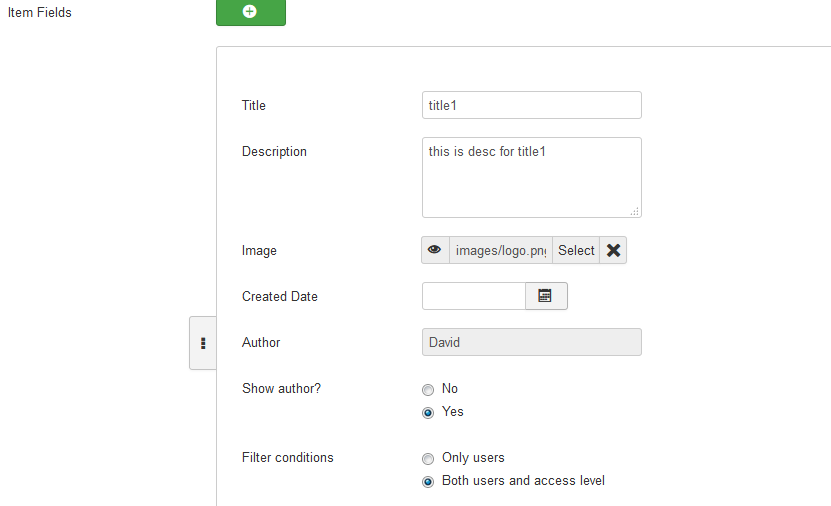 Item Fields
Title
title1
Description
this is desc for title1
Image
images/logo.pn
Select
Created Date
Author
David
Show author?
No
Yes
Filter conditions
Only users
Both users and access level